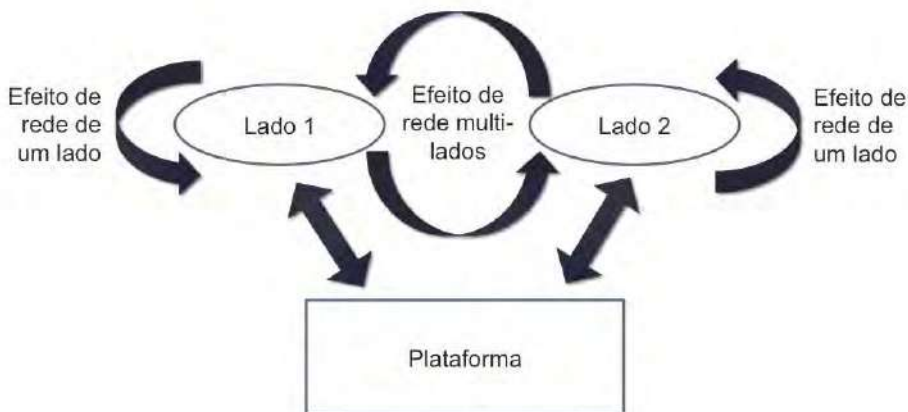 Efeito de
rede de
um lado
Lado 1
Efeito de
rede multi-
lados
Lado 2
Efeito de
rede de
um lado
Plataforma